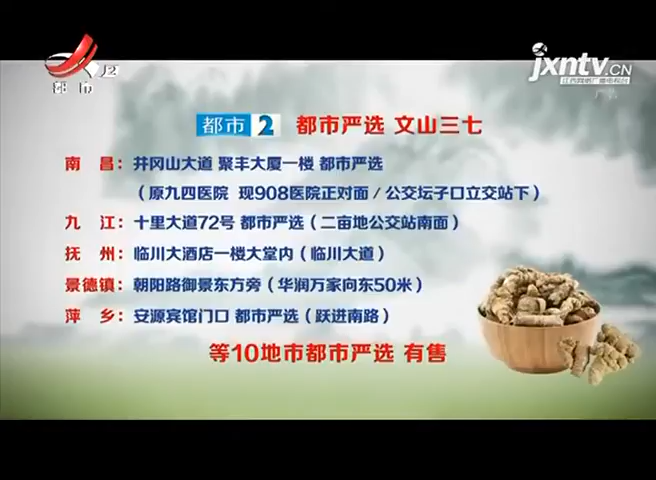 J2
都市
jxntv.CN
江西网络广播电视台
广告
都市2 都市严选 文山三七
南 昌：井冈山大道 聚丰大厦一楼 都市严选
（原九四医院 现908医院正对面 / 公交坛子口立交站下）
九 江：十里大道72号 都市严选（二亩地公交站南面）
抚 州：临川大酒店一楼大堂内（临川大道）
景德镇：朝阳路御景东方旁（华润万家向东50米）
萍 乡：安源宾馆门口 都市严选（跃进南路）
等10地市都市严选 有售